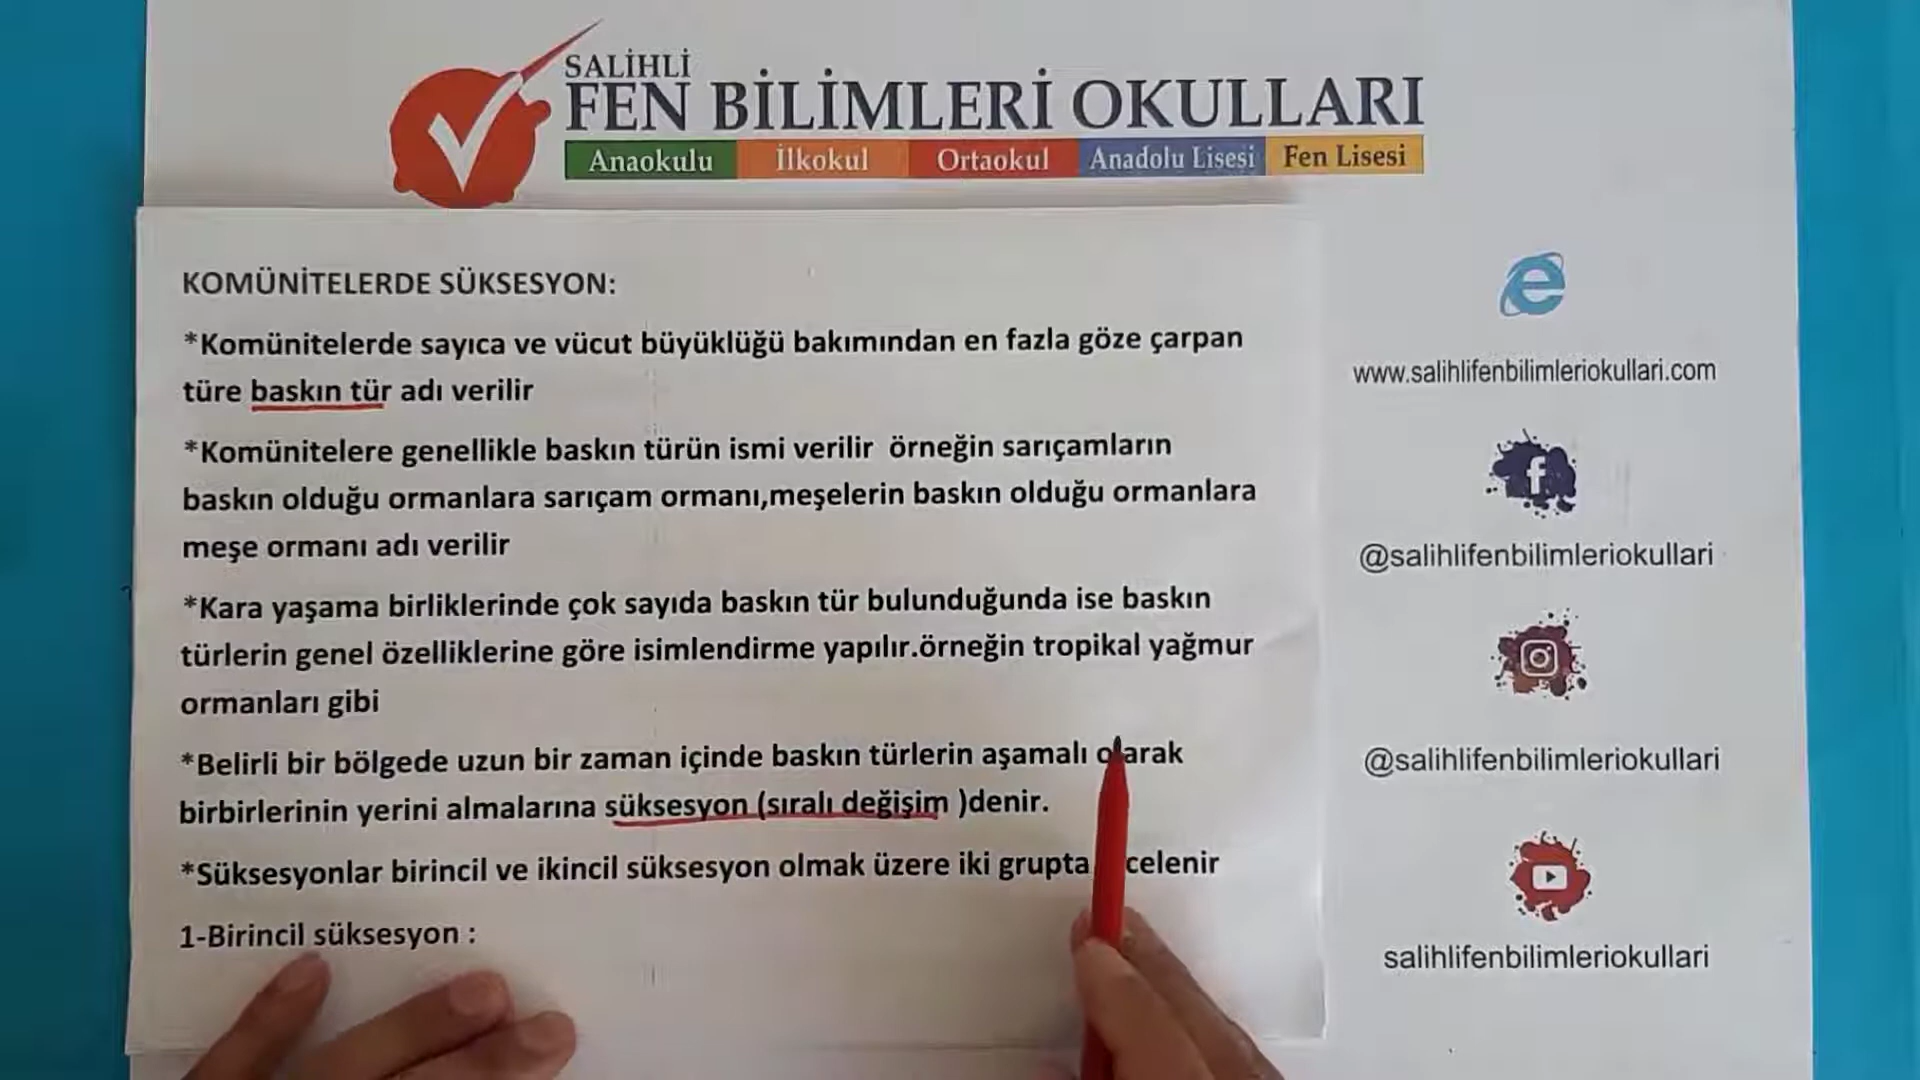 SALİHLİ
FEN BİLİMLERİ OKULLARI
Anaokulu İlkokul Ortaokul Anadolu Lisesi Fen Lisesi
KOMÜNİTELERDE SÜKSESYON:
*Komünitelerde sayıca ve vücut büyüklüğü bakımından en fazla göze çarpan
türe baskın tür adı verilir
*Komünitelere genellikle baskın türün ismi verilir örneğin sarıçamların
baskın olduğu ormanlara sarıçam ormanı,meşelerin baskın olduğu ormanlara
meşe ormanı adı verilir
*Kara yaşama birliklerinde çok sayıda baskın tür bulunduğunda ise baskın
türlerin genel özelliklerine göre isimlendirme yapılır.örneğin tropikal yağmur
ormanları gibi
*Belirli bir bölgede uzun bir zaman içinde baskın türlerin aşamalı olarak
birbirlerinin yerini almalarına süksesyon (sıralı değişim )denir.
*Süksesyonlar birincil ve ikincil süksesyon olmak üzere iki grupta
1-Birincil süksesyon :
www.salihlifenbilimleriokullari.com
@salihlifenbilimleriokullari
@salihlifenbilimleriokullari
salihlifenbilimleriokullari